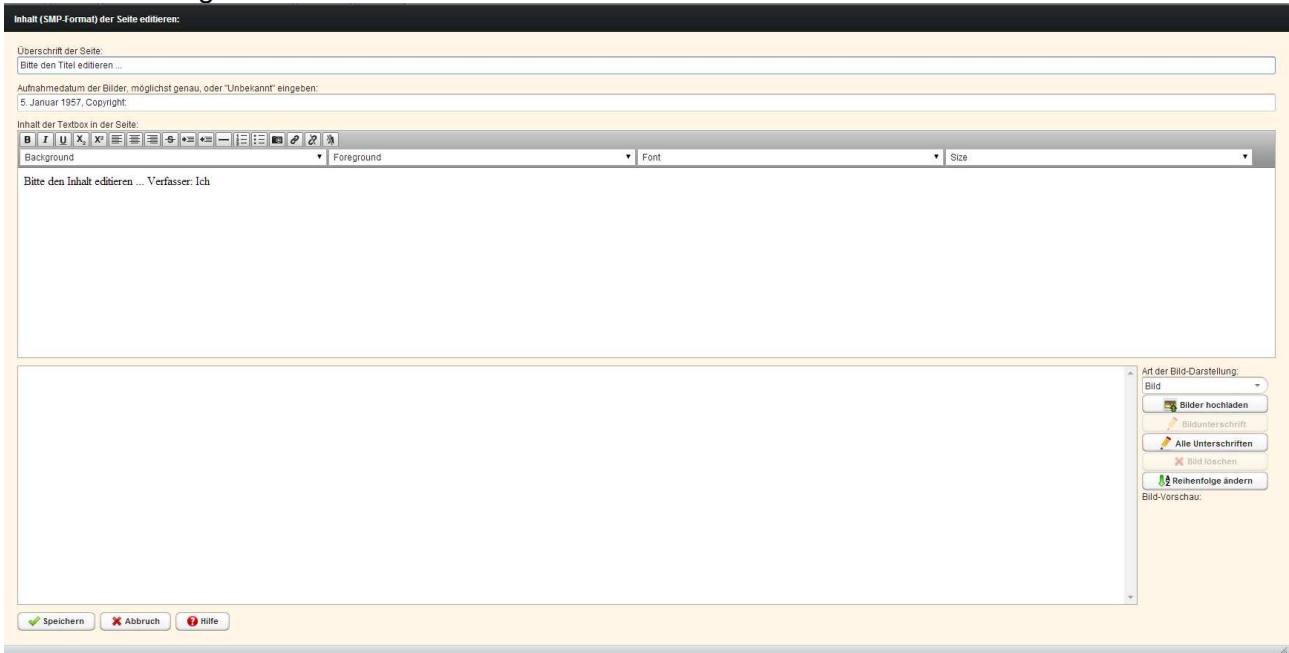 Inhalt (SMP-Format) der Seite editieren:
Überschrift der Seite:
Bitte den Titel editieren ...
Aufnahmedatum der Bilder, möglichst genau, oder "Unbekannt" eingeben:
5. Januar 1957, Copyright:
Inhalt der Textbox in der Seite:
B I U X₂ X²
Background Foreground Font Size
Bitte den Inhalt editieren ... Verfasser: Ich
Art der Bild-Darstellung:
Bild
Bilder hochladen
Bildunterschrift
Alle Unterschriften
Bild löschen
Reihenfolge ändern
Bild-Vorschau:
Speichern Abbruch Hilfe